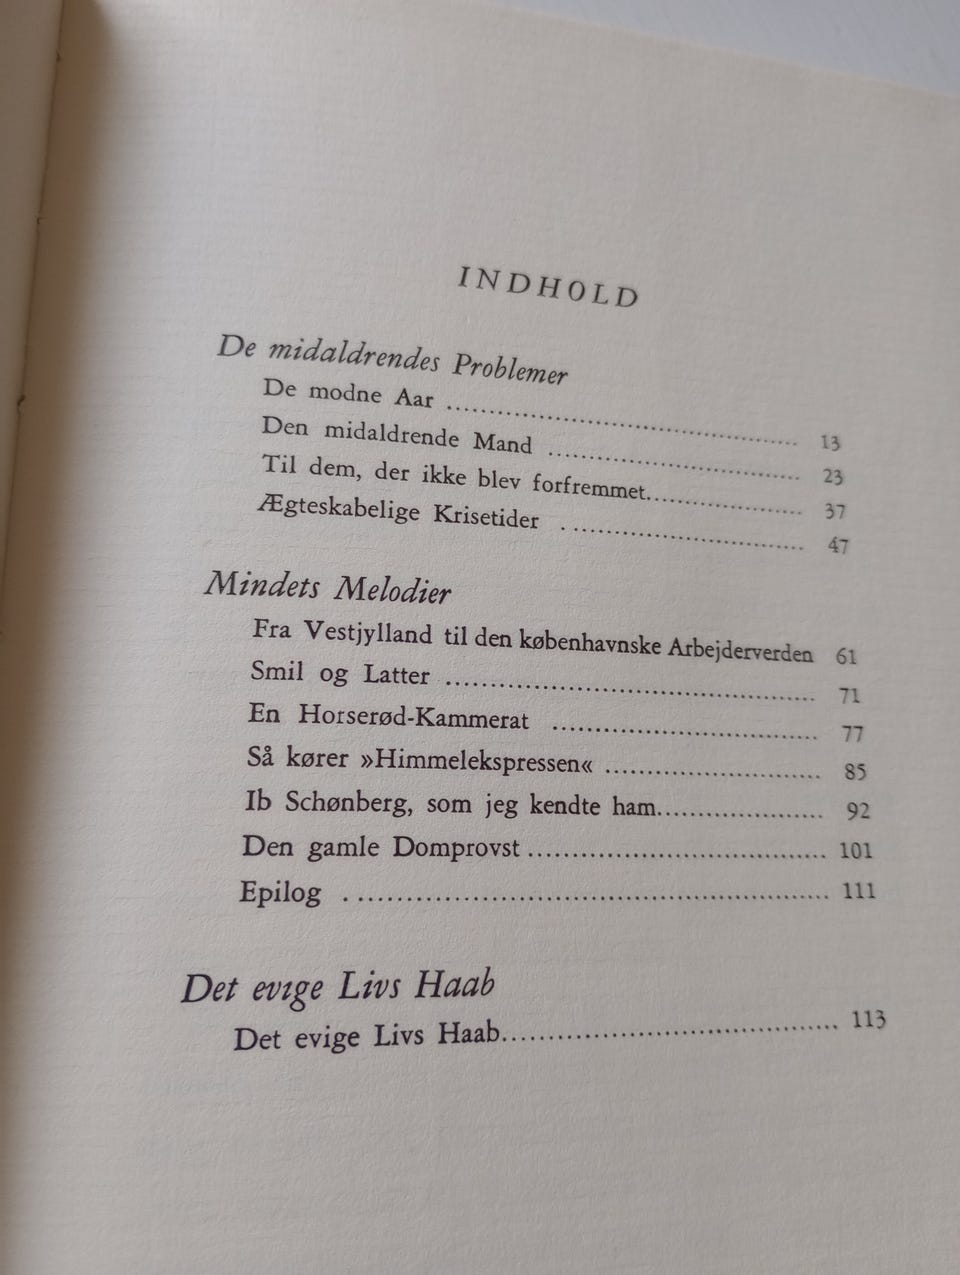 INDHOLD
De midaldrendes Problemer
De modne Aar ........................................ 13
Den midaldrende Mand ........................................ 23
Til dem, der ikke blev forfremmet........................ 37
Ægteskabelige Krisetider ........................................ 47
Mindets Melodier
Fra Vestjylland til den københavnske Arbejderverden 61
Smil og Latter ........................................ 71
En Horserød-Kammerat ........................................ 77
Så kører »Himmelekspressen« ................................ 85
Ib Schønberg, som jeg kendte ham........................ 92
Den gamle Domprovst ........................................ 101
Epilog ........................................ 111
Det evige Livs Haab
Det evige Livs Haab........................................ 113